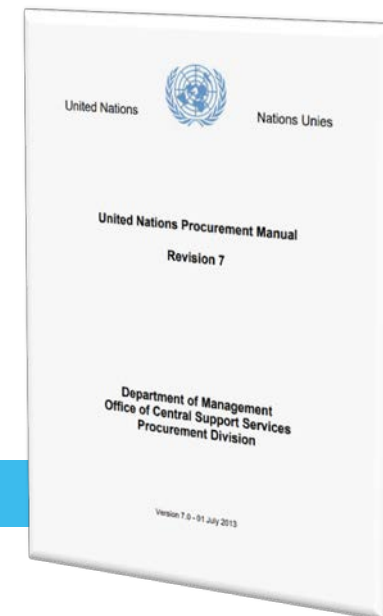 United Nations
Nations Unies
United Nations Procurement Manual
Revision 7
Department of Management
Office of Central Support Services
Procurement Division
Version 7.0 - 01 July 2013